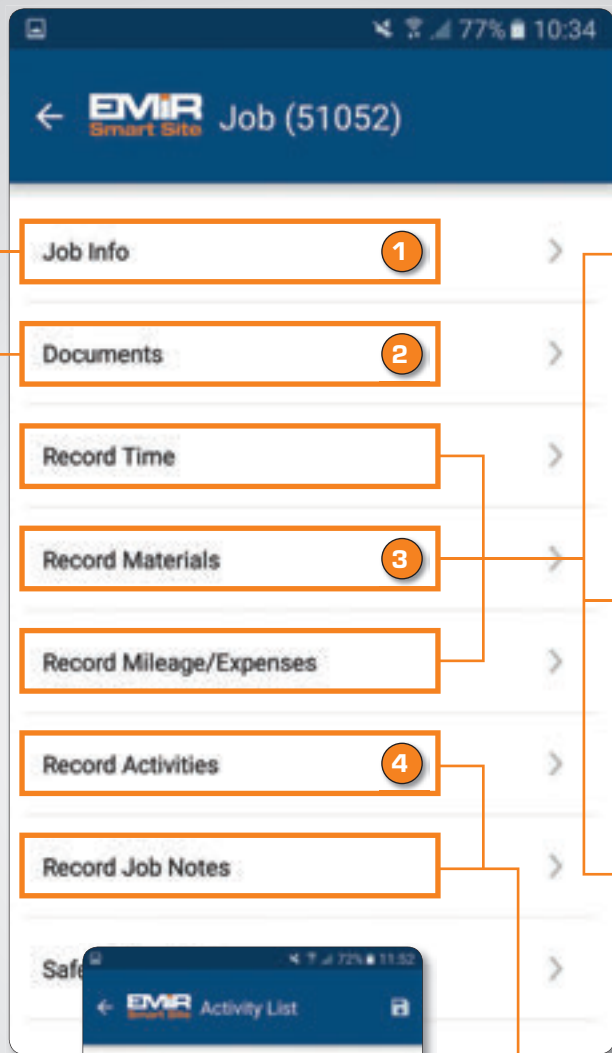 77% 10:34
EMIR
Smart Site
Job (51052)
Job Info 1
Documents 2
Record Time
Record Materials 3
Record Mileage/Expenses
Record Activities 4
Record Job Notes
Safe
72% 11:52
EMIR
Smart Site
Activity List